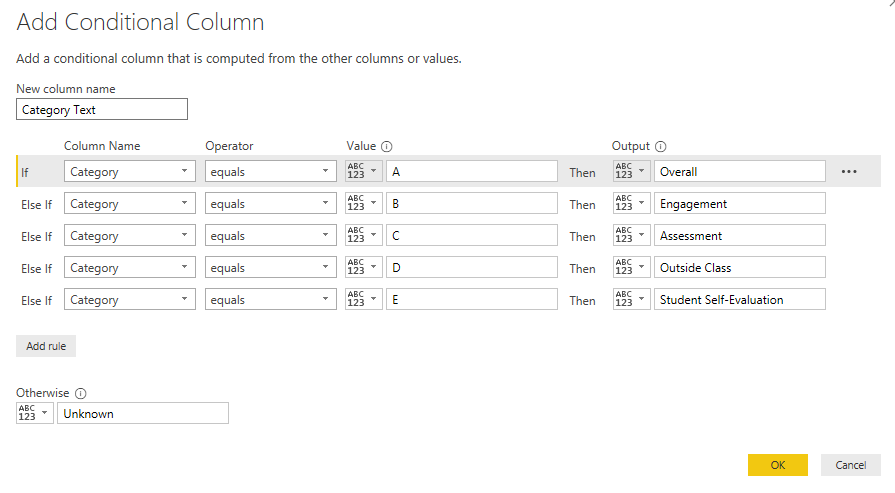 Add Conditional Column
Add a conditional column that is computed from the other columns or values.
New column name
Category Text
Column Name Operator Value Output
If Category equals ABC 123 A Then ABC 123 Overall ...
Else If Category equals ABC 123 B Then ABC 123 Engagement
Else If Category equals ABC 123 C Then ABC 123 Assessment
Else If Category equals ABC 123 D Then ABC 123 Outside Class
Else If Category equals ABC 123 E Then ABC 123 Student Self-Evaluation
Add rule
Otherwise
ABC 123 Unknown
OK Cancel